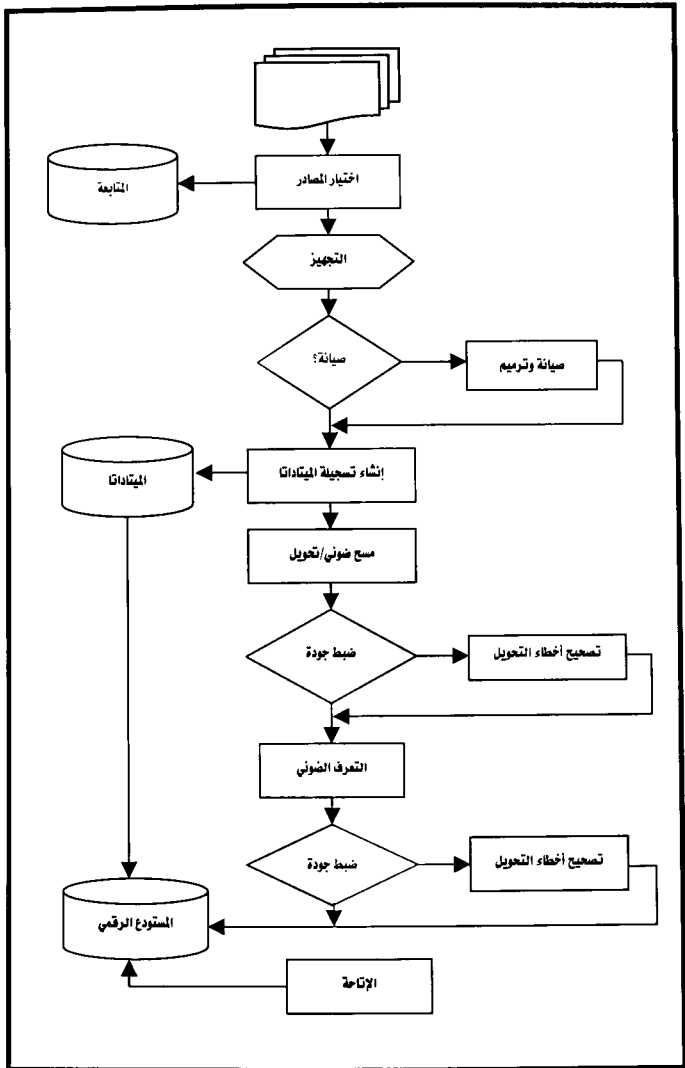 اختيار المصادر
المتابعة
التجهيز
صيانة؟
صيانة وترميم
إنشاء تسجيلة الميتاداتا
الميتاداتا
مسح ضوئي/تحويل
ضبط جودة
تصحيح أخطاء التحويل
التعرف الضوئي
ضبط جودة
تصحيح أخطاء التحويل
المستودع الرقمي
الإتاحة